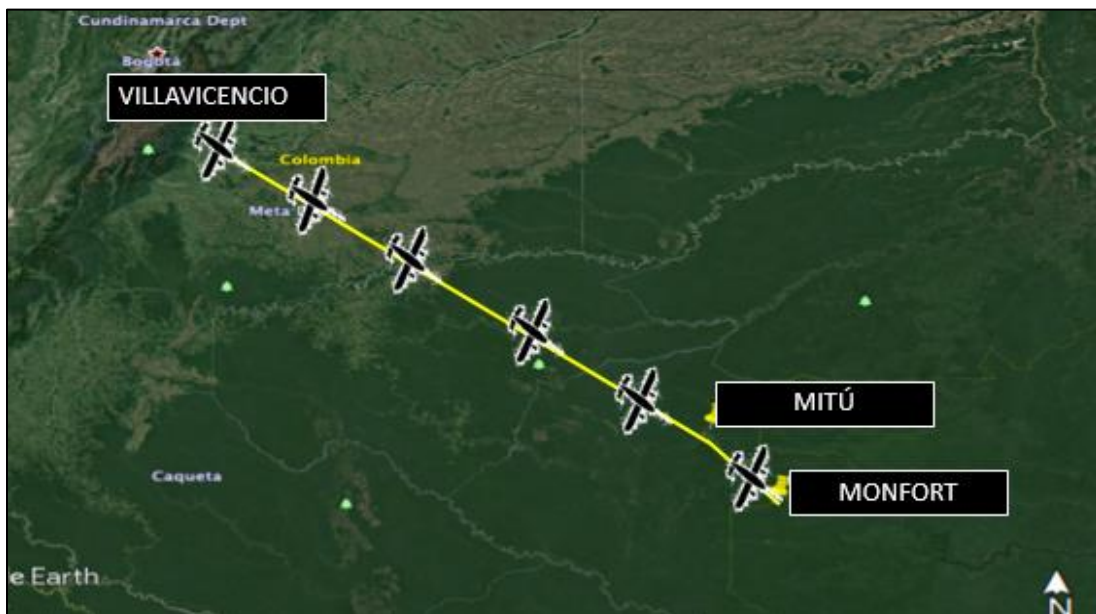 Cundinamarca Dept
Bogotá
VILLAVICENCIO
Colombia
Meta
MITÚ
MONFORT
Caqueta
e Earth
N